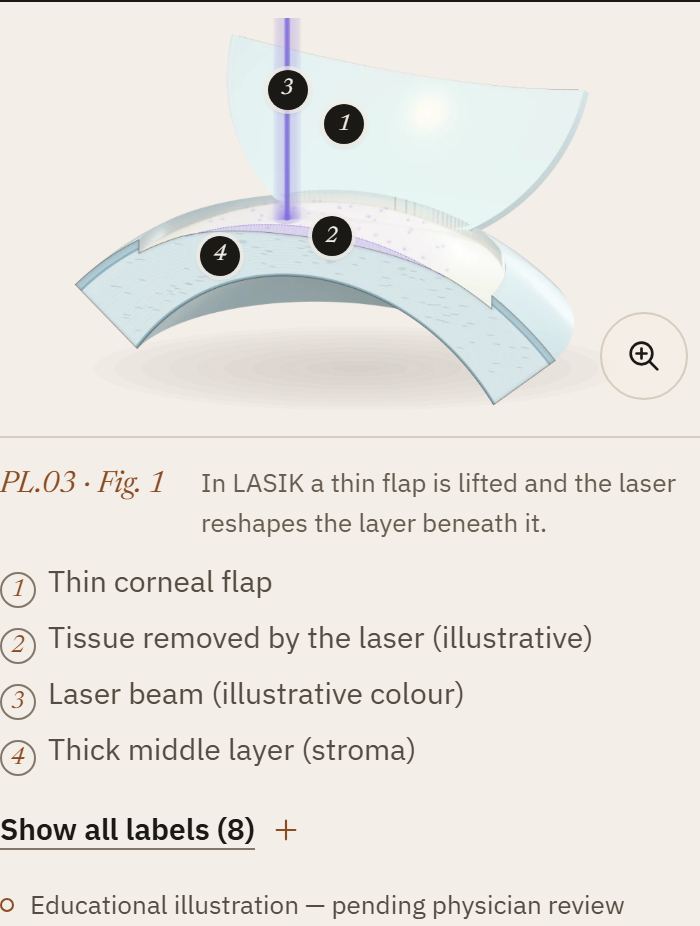 3
1
2
4
PL.03 · Fig. 1
In LASIK a thin flap is lifted and the laser
reshapes the layer beneath it.
1 Thin corneal flap
2 Tissue removed by the laser (illustrative)
3 Laser beam (illustrative colour)
4 Thick middle layer (stroma)
Show all labels (8) +
Educational illustration — pending physician review